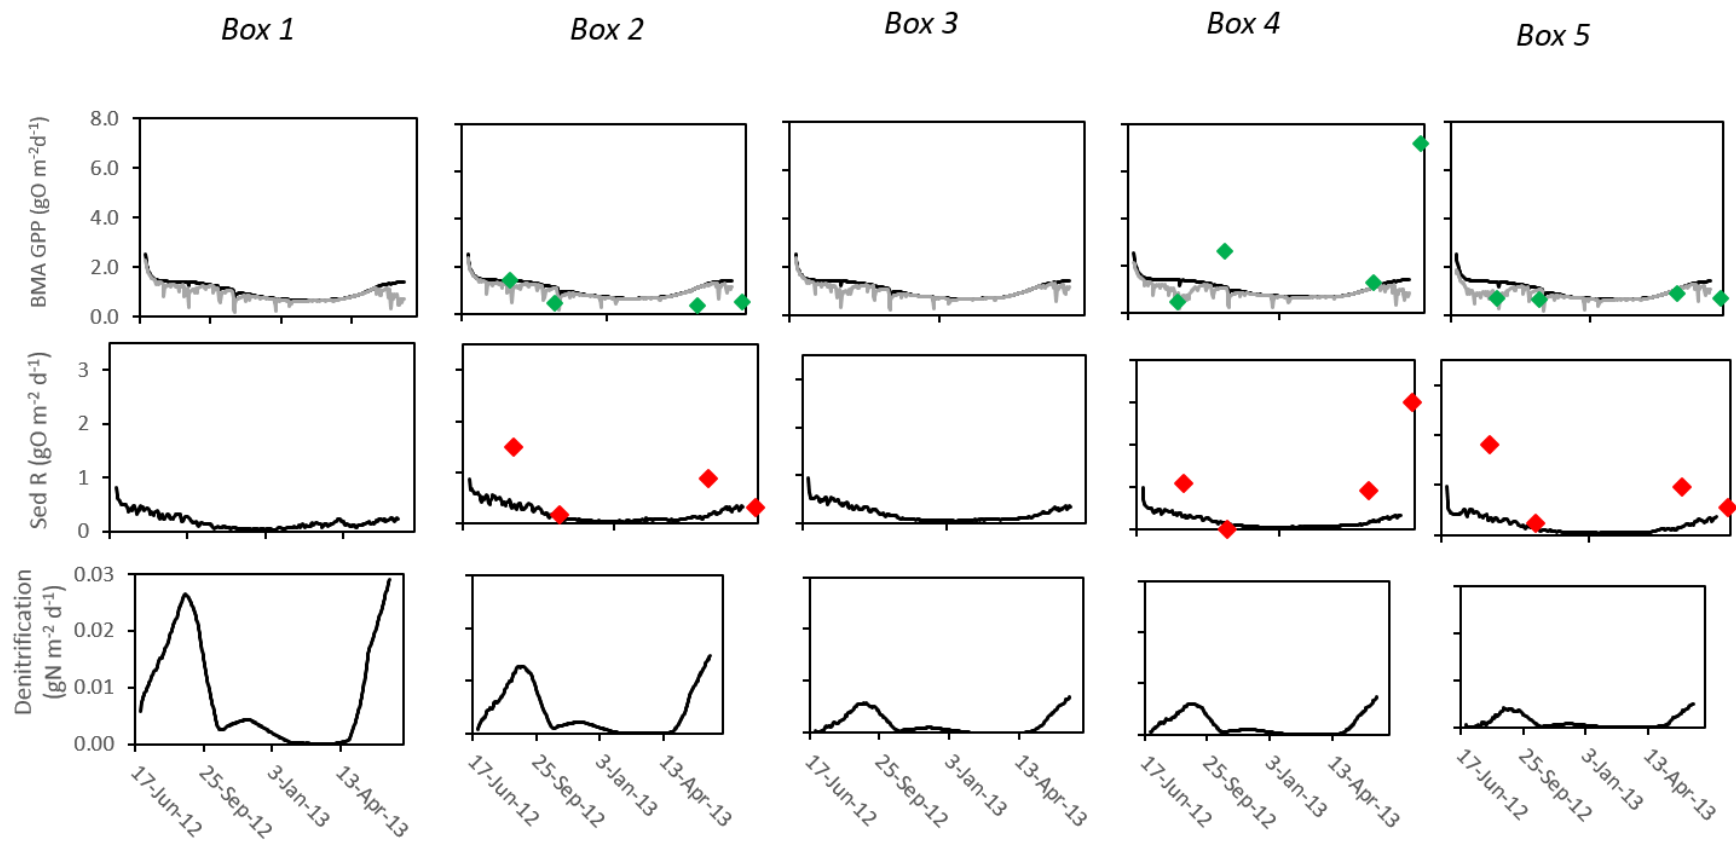 Box 1
Box 2
Box 3
Box 4
Box 5
BMA GPP (gO m⁻²d⁻¹)
8.0
6.0
4.0
2.0
0.0
Sed R (gO m⁻² d⁻¹)
3
2
1
0
Denitrification
(gN m⁻² d⁻¹)
0.03
0.02
0.01
0.00
17-Jun-12
25-Sep-12
3-Jan-13
13-Apr-13
17-Jun-12
25-Sep-12
3-Jan-13
13-Apr-13
17-Jun-12
25-Sep-12
3-Jan-13
13-Apr-13
17-Jun-12
25-Sep-12
3-Jan-13
13-Apr-13
17-Jun-12
25-Sep-12
3-Jan-13
13-Apr-13